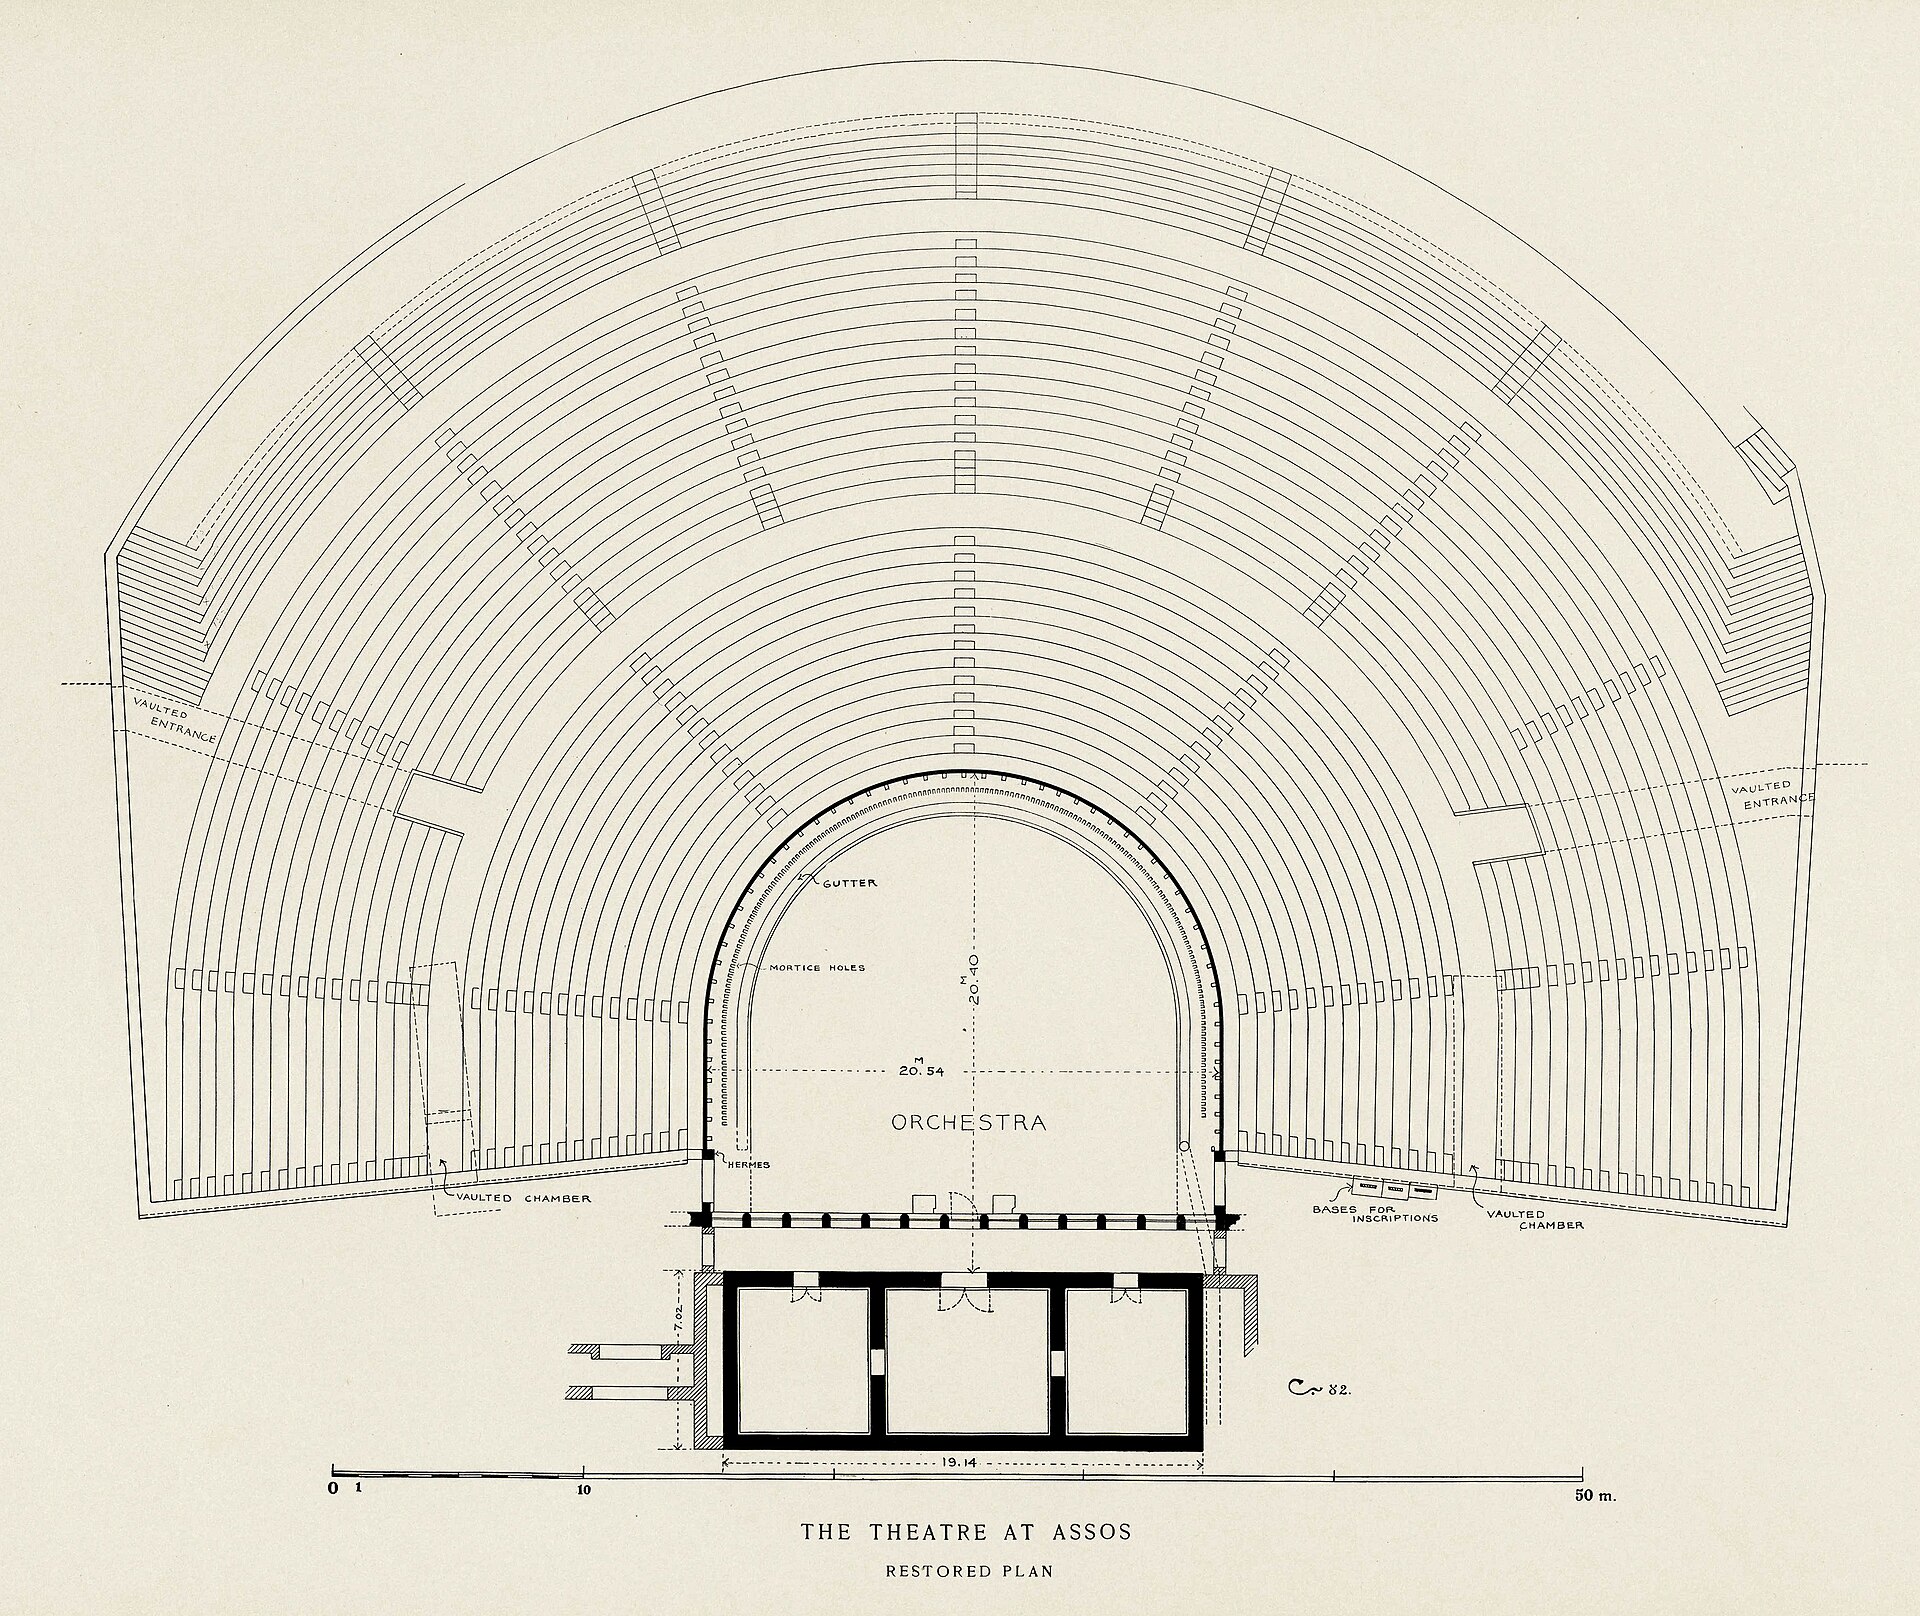 VAULTED
ENTRANCE
VAULTED
ENTRANCE
GUTTER
MORTICE HOLES
M
20.40
M
20.54
ORCHESTRA
HERMES
VAULTED CHAMBER
BASES FOR
INSCRIPTIONS
VAULTED
CHAMBER
7.02
82.
19.14
0 1 10 50 m.
THE THEATRE AT ASSOS
RESTORED PLAN